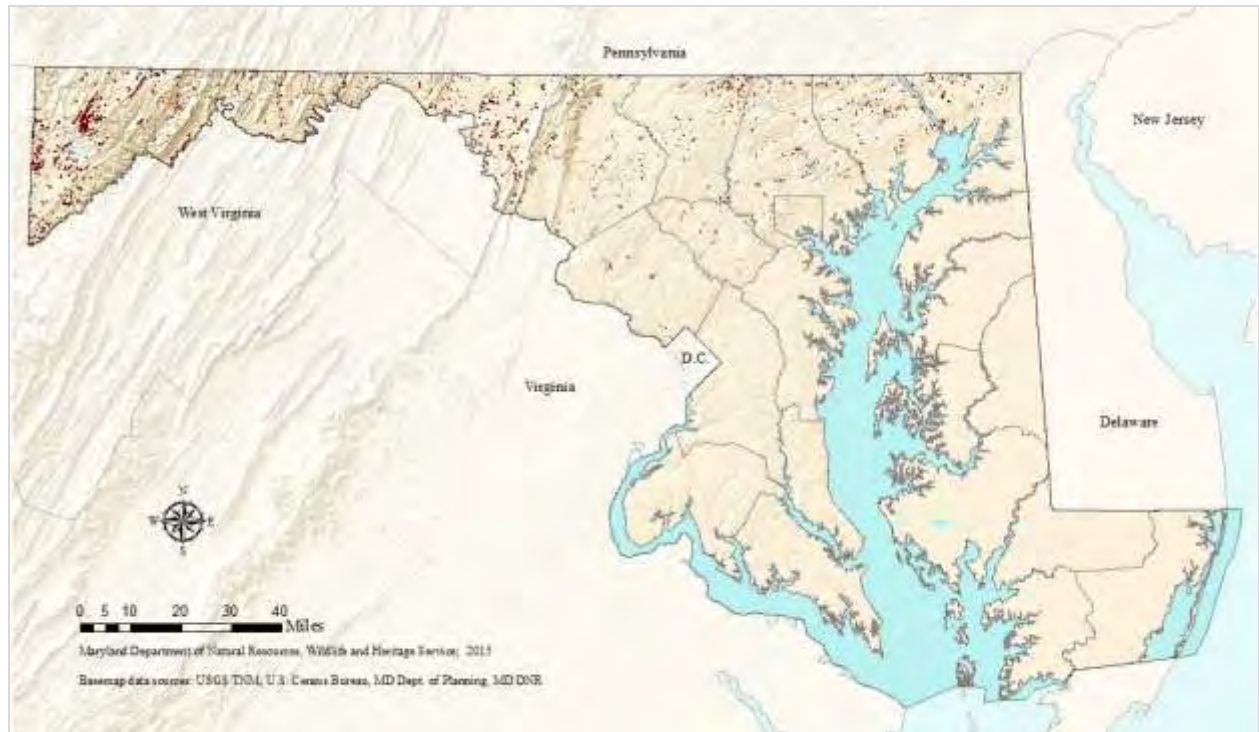 Pennsylvania
New Jersey
West Virginia
D.C.
Virginia
Delaware
N
W E
S
0 5 10 20 30 40
Miles
Maryland Department of Natural Resources, Wildlife and Heritage Service, 2015
Basemap data sources: USGS TNM, U.S. Census Bureau, MD Dept. of Planning, MD DNR